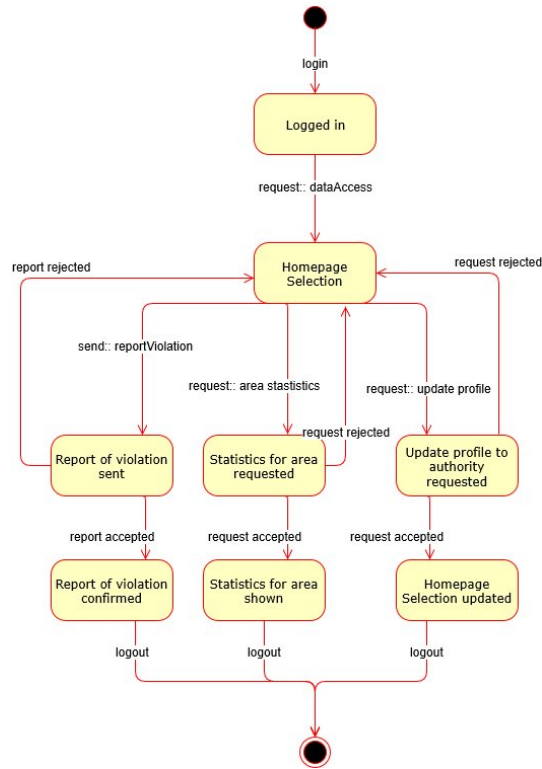 login
Logged in
request:: dataAccess
report rejected
request rejected
Homepage
Selection
send:: reportViolation
request:: area stastistics
request:: update profile
request rejected
Report of violation
sent
Statistics for area
requested
Update profile to
authority
requested
report accepted
request accepted
request accepted
Report of violation
confirmed
Statistics for area
shown
Homepage
Selection updated
logout
logout
logout